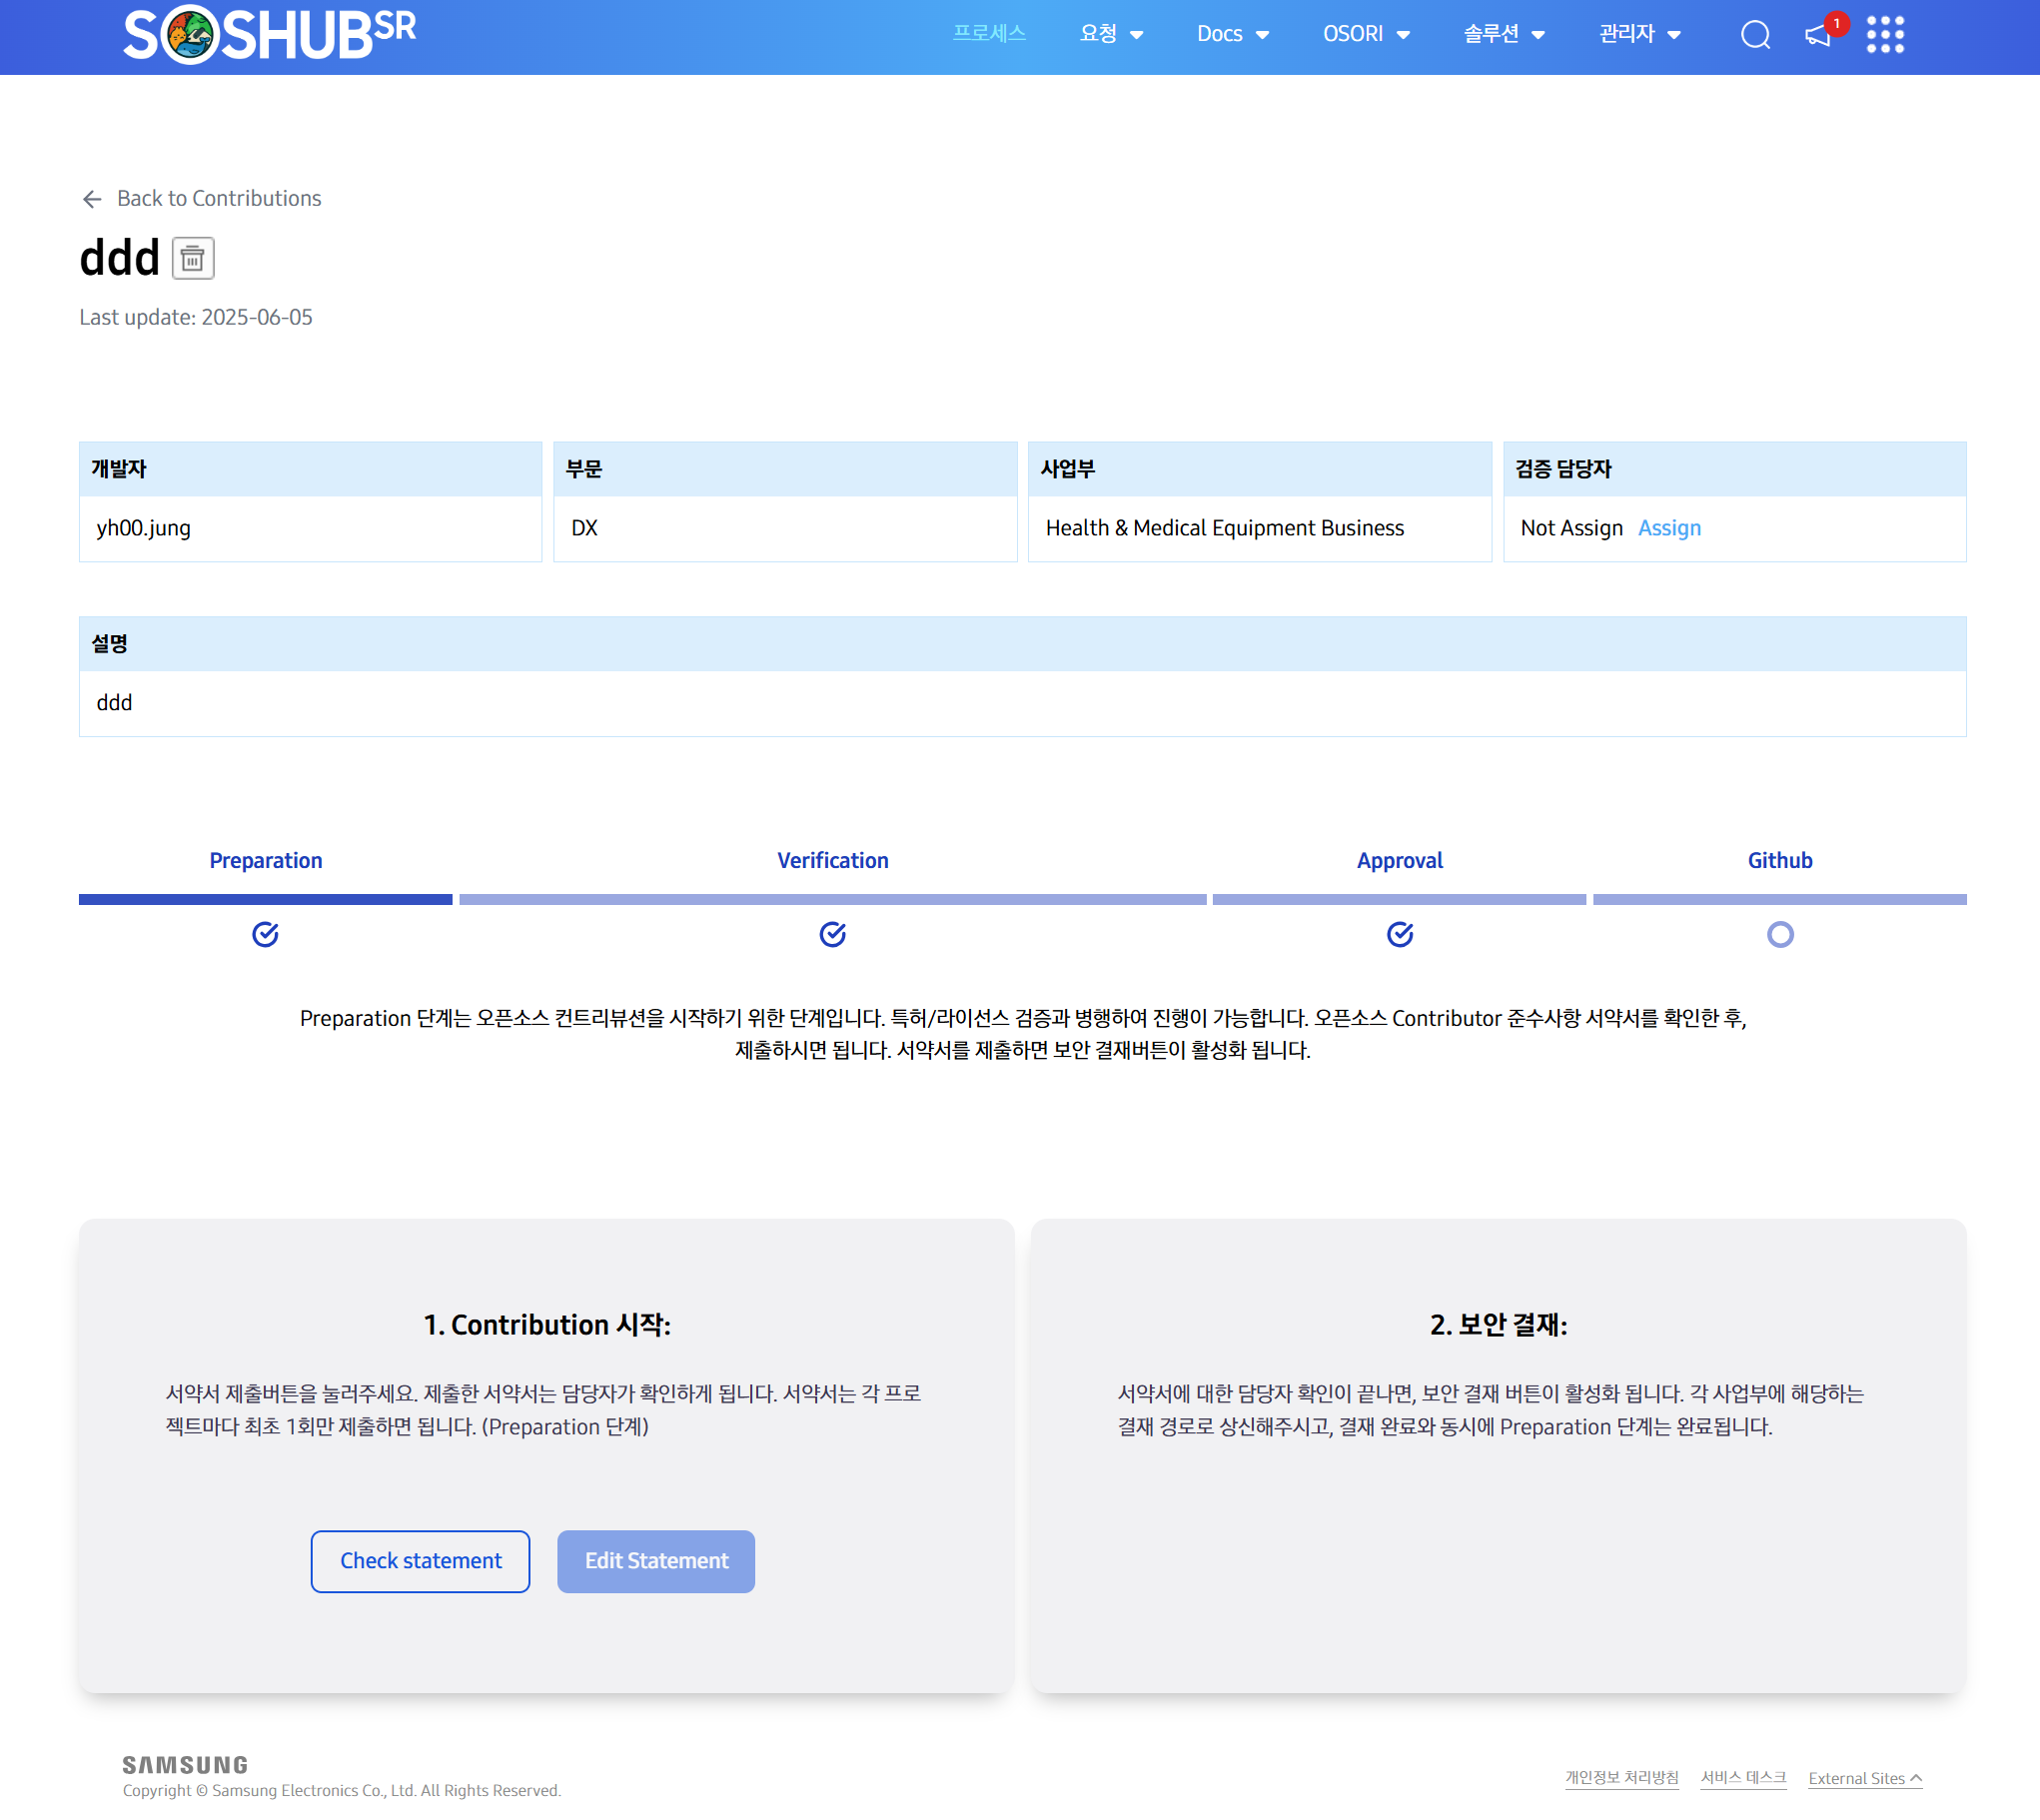 SOSHUB SR
프로세스 요청 Docs OSORI 솔루션 관리자 1
Back to Contributions
ddd
Last update: 2025-06-05
개발자 부문 사업부 검증 담당자
yh00.jung DX Health & Medical Equipment Business Not Assign Assign
설명
ddd
Preparation Verification Approval Github
Preparation 단계는 오픈소스 컨트리뷰션을 시작하기 위한 단계입니다. 특허/라이선스 검증과 병행하여 진행이 가능합니다. 오픈소스 Contributor 준수사항 서약서를 확인한 후,
제출하시면 됩니다. 서약서를 제출하면 보안 결재버튼이 활성화 됩니다.
1. Contribution 시작:
서약서 제출버튼을 눌러주세요. 제출한 서약서는 담당자가 확인하게 됩니다. 서약서는 각 프로
젝트마다 최초 1회만 제출하면 됩니다. (Preparation 단계)
Check statement Edit Statement
2. 보안 결재:
서약서에 대한 담당자 확인이 끝나면, 보안 결재 버튼이 활성화 됩니다. 각 사업부에 해당하는
결재 경로로 상신해주시고, 결재 완료와 동시에 Preparation 단계는 완료됩니다.
SAMSUNG
Copyright © Samsung Electronics Co., Ltd. All Rights Reserved.
개인정보 처리방침 서비스 데스크 External Sites